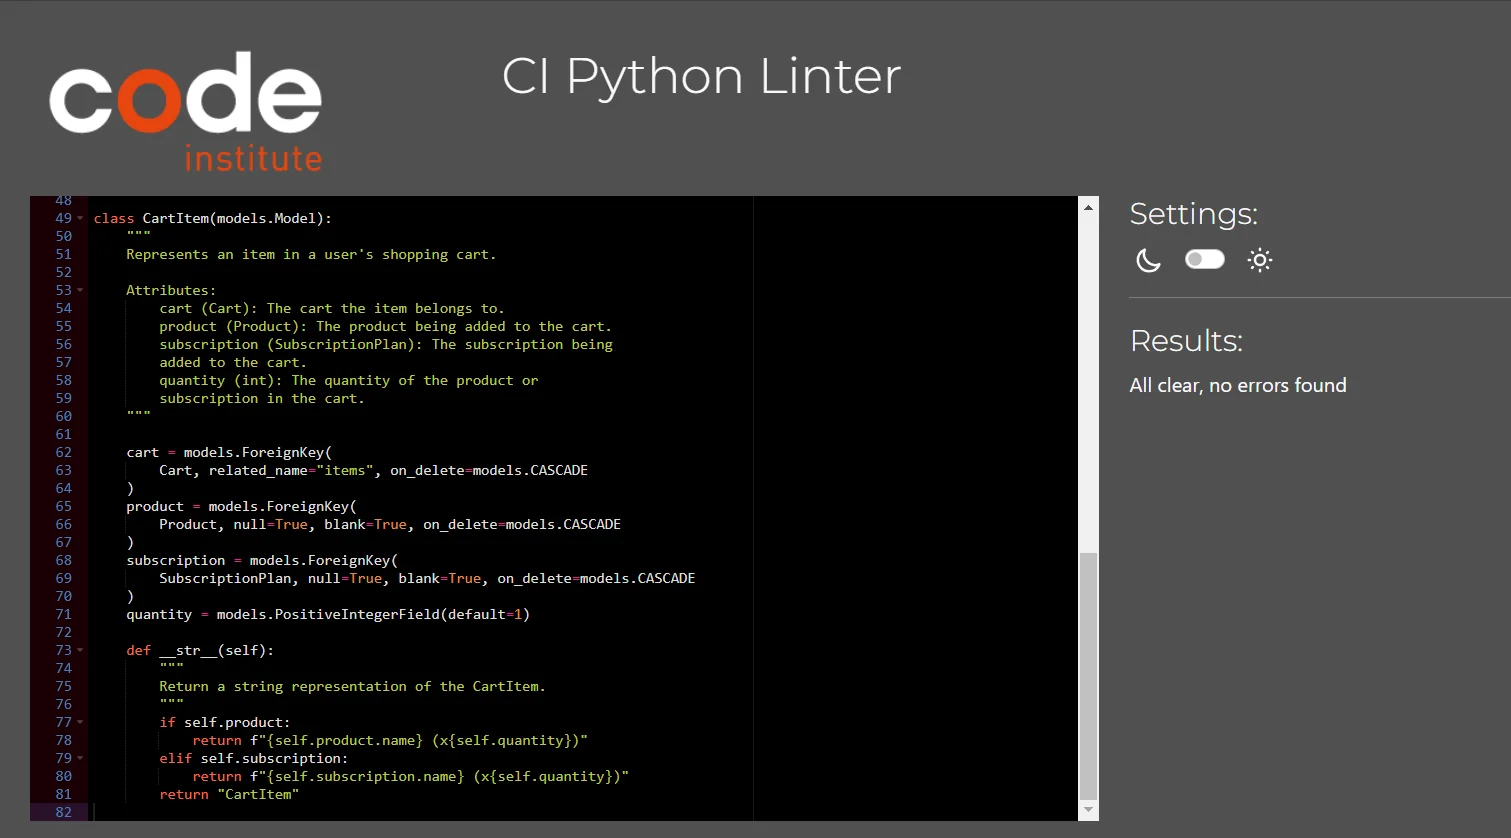 code
institute
CI Python Linter
48
49 class CartItem(models.Model):
50     """
51     Represents an item in a user's shopping cart.
52
53     Attributes:
54         cart (Cart): The cart the item belongs to.
55         product (Product): The product being added to the cart.
56         subscription (SubscriptionPlan): The subscription being
57         added to the cart.
58         quantity (int): The quantity of the product or
59         subscription in the cart.
60     """
61
62     cart = models.ForeignKey(
63         Cart, related_name="items", on_delete=models.CASCADE
64     )
65     product = models.ForeignKey(
66         Product, null=True, blank=True, on_delete=models.CASCADE
67     )
68     subscription = models.ForeignKey(
69         SubscriptionPlan, null=True, blank=True, on_delete=models.CASCADE
70     )
71     quantity = models.PositiveIntegerField(default=1)
72
73     def __str__(self):
74         """
75         Return a string representation of the CartItem.
76         """
77         if self.product:
78             return f"{self.product.name} (x{self.quantity})"
79         elif self.subscription:
80             return f"{self.subscription.name} (x{self.quantity})"
81         return "CartItem"
82
Settings:
Results:
All clear, no errors found